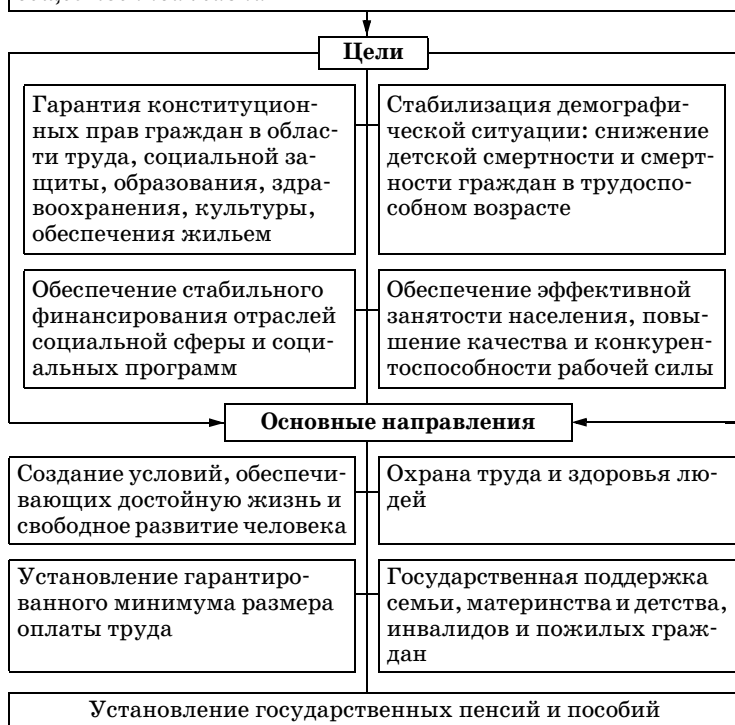 Цели
Гарантия конституцион-
ных прав граждан в облас-
ти труда, социальной за-
щиты, образования, здра-
воохранения, культуры,
обеспечения жильем
Стабилизация демографи-
ческой ситуации: снижение
детской смертности и смерт-
ности граждан в трудоспо-
собном возрасте
Обеспечение стабильного
финансирования отраслей
социальной сферы и соци-
альных программ
Обеспечение эффективной
занятости населения, повы-
шение качества и конкурен-
тоспособности рабочей силы
Основные направления
Создание условий, обеспечи-
вающих достойную жизнь и
свободное развитие человека
Охрана труда и здоровья лю-
дей
Установление гарантиро-
ванного минимума размера
оплаты труда
Государственная поддержка
семьи, материнства и детства,
инвалидов и пожилых граж-
дан
Установление государственных пенсий и пособий